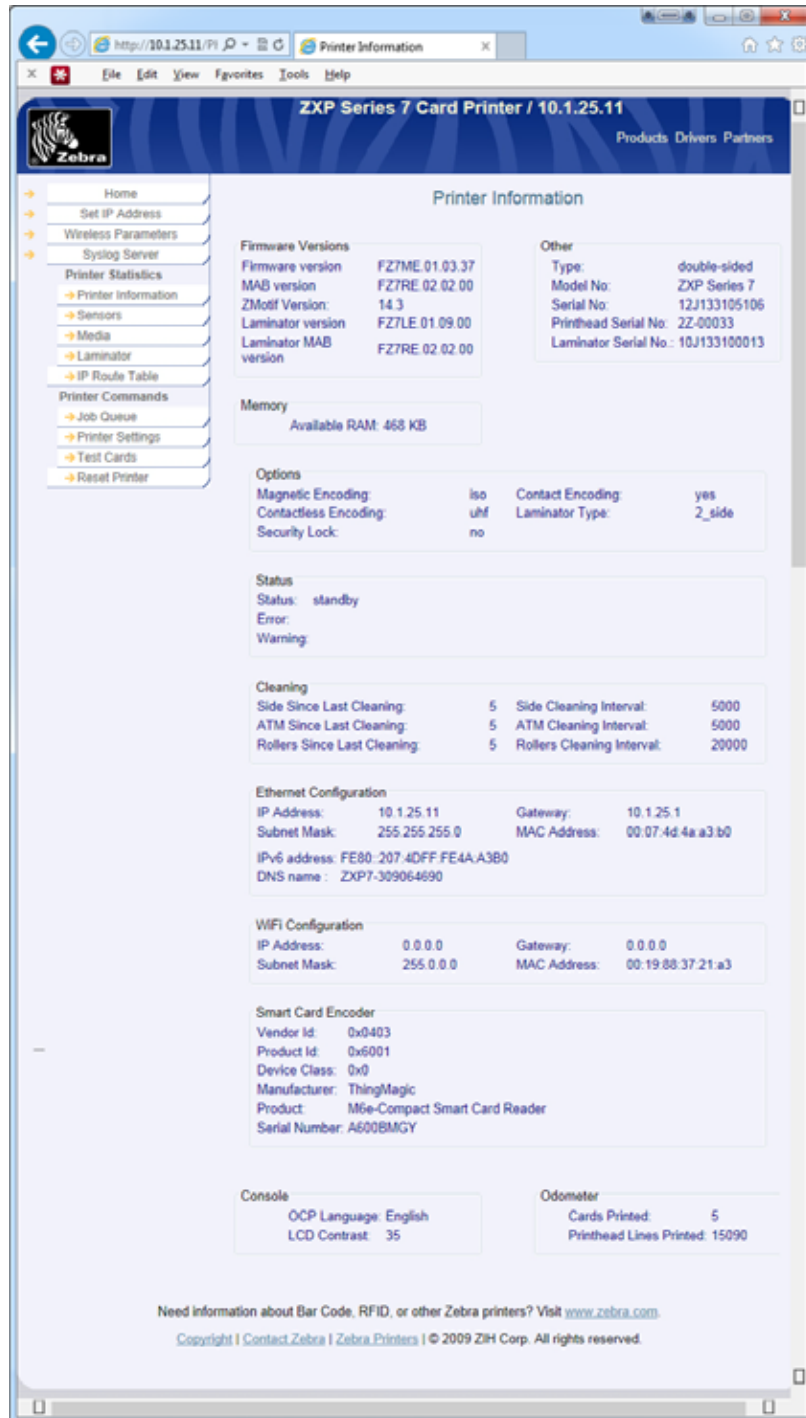 http://10.1.25.11/PI
Printer Information
File Edit View Favorites Tools Help
ZXP Series 7 Card Printer / 10.1.25.11
Products Drivers Partners
Zebra
Home
Set IP Address
Wireless Parameters
Syslog Server
Printer Statistics
Printer Information
Sensors
Media
Laminator
IP Route Table
Printer Commands
Job Queue
Printer Settings
Test Cards
Reset Printer
Printer Information
Firmware Versions
Firmware version FZ7ME.01.03.37
MAB version FZ7RE.02.02.00
ZMotif Version: 14.3
Laminator version FZ7LE.01.09.00
Laminator MAB version FZ7RE.02.02.00
Other
Type: double-sided
Model No: ZXP Series 7
Serial No: 12J133105106
Printhead Serial No: 2Z-00033
Laminator Serial No.: 10J133100013
Memory
Available RAM: 468 KB
Options
Magnetic Encoding: iso Contact Encoding: yes
Contactless Encoding: uhf Laminator Type: 2_side
Security Lock: no
Status
Status: standby
Error:
Warning:
Cleaning
Side Since Last Cleaning: 5 Side Cleaning Interval: 5000
ATM Since Last Cleaning: 5 ATM Cleaning Interval: 5000
Rollers Since Last Cleaning: 5 Rollers Cleaning Interval: 20000
Ethernet Configuration
IP Address: 10.1.25.11 Gateway: 10.1.25.1
Subnet Mask: 255.255.255.0 MAC Address: 00:07:4d:4a:a3:b0
IPv6 address: FE80::207:4DFF:FE4A:A3B0
DNS name : ZXP7-309064690
WiFi Configuration
IP Address: 0.0.0.0 Gateway: 0.0.0.0
Subnet Mask: 255.0.0.0 MAC Address: 00:19:88:37:21:a3
Smart Card Encoder
Vendor Id: 0x0403
Product Id: 0x6001
Device Class: 0x0
Manufacturer: ThingMagic
Product: M6e-Compact Smart Card Reader
Serial Number: A600BMGY
Console
OCP Language: English
LCD Contrast: 35
Odometer
Cards Printed: 5
Printhead Lines Printed: 15090
Need information about Bar Code, RFID, or other Zebra printers? Visit www.zebra.com.
Copyright | Contact Zebra | Zebra Printers | © 2009 ZIH Corp. All rights reserved.